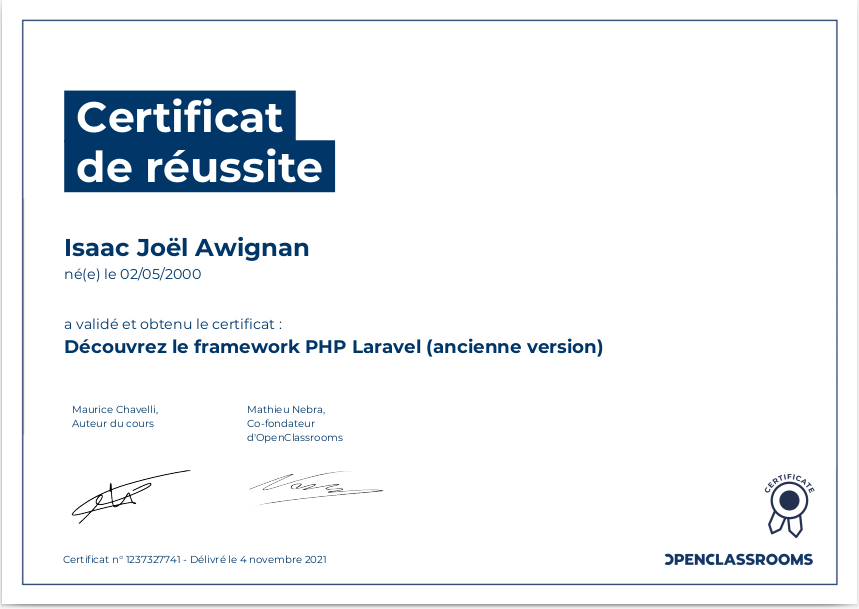 Certificat
de réussite
Isaac Joël Awignan
né(e) le 02/05/2000
a validé et obtenu le certificat :
Découvrez le framework PHP Laravel (ancienne version)
Maurice Chavelli,
Auteur du cours
Mathieu Nebra,
Co-fondateur
d'OpenClassrooms
CERTIFICATE
Certificat n° 1237327741 - Délivré le 4 novembre 2021
OPENCLASSROOMS